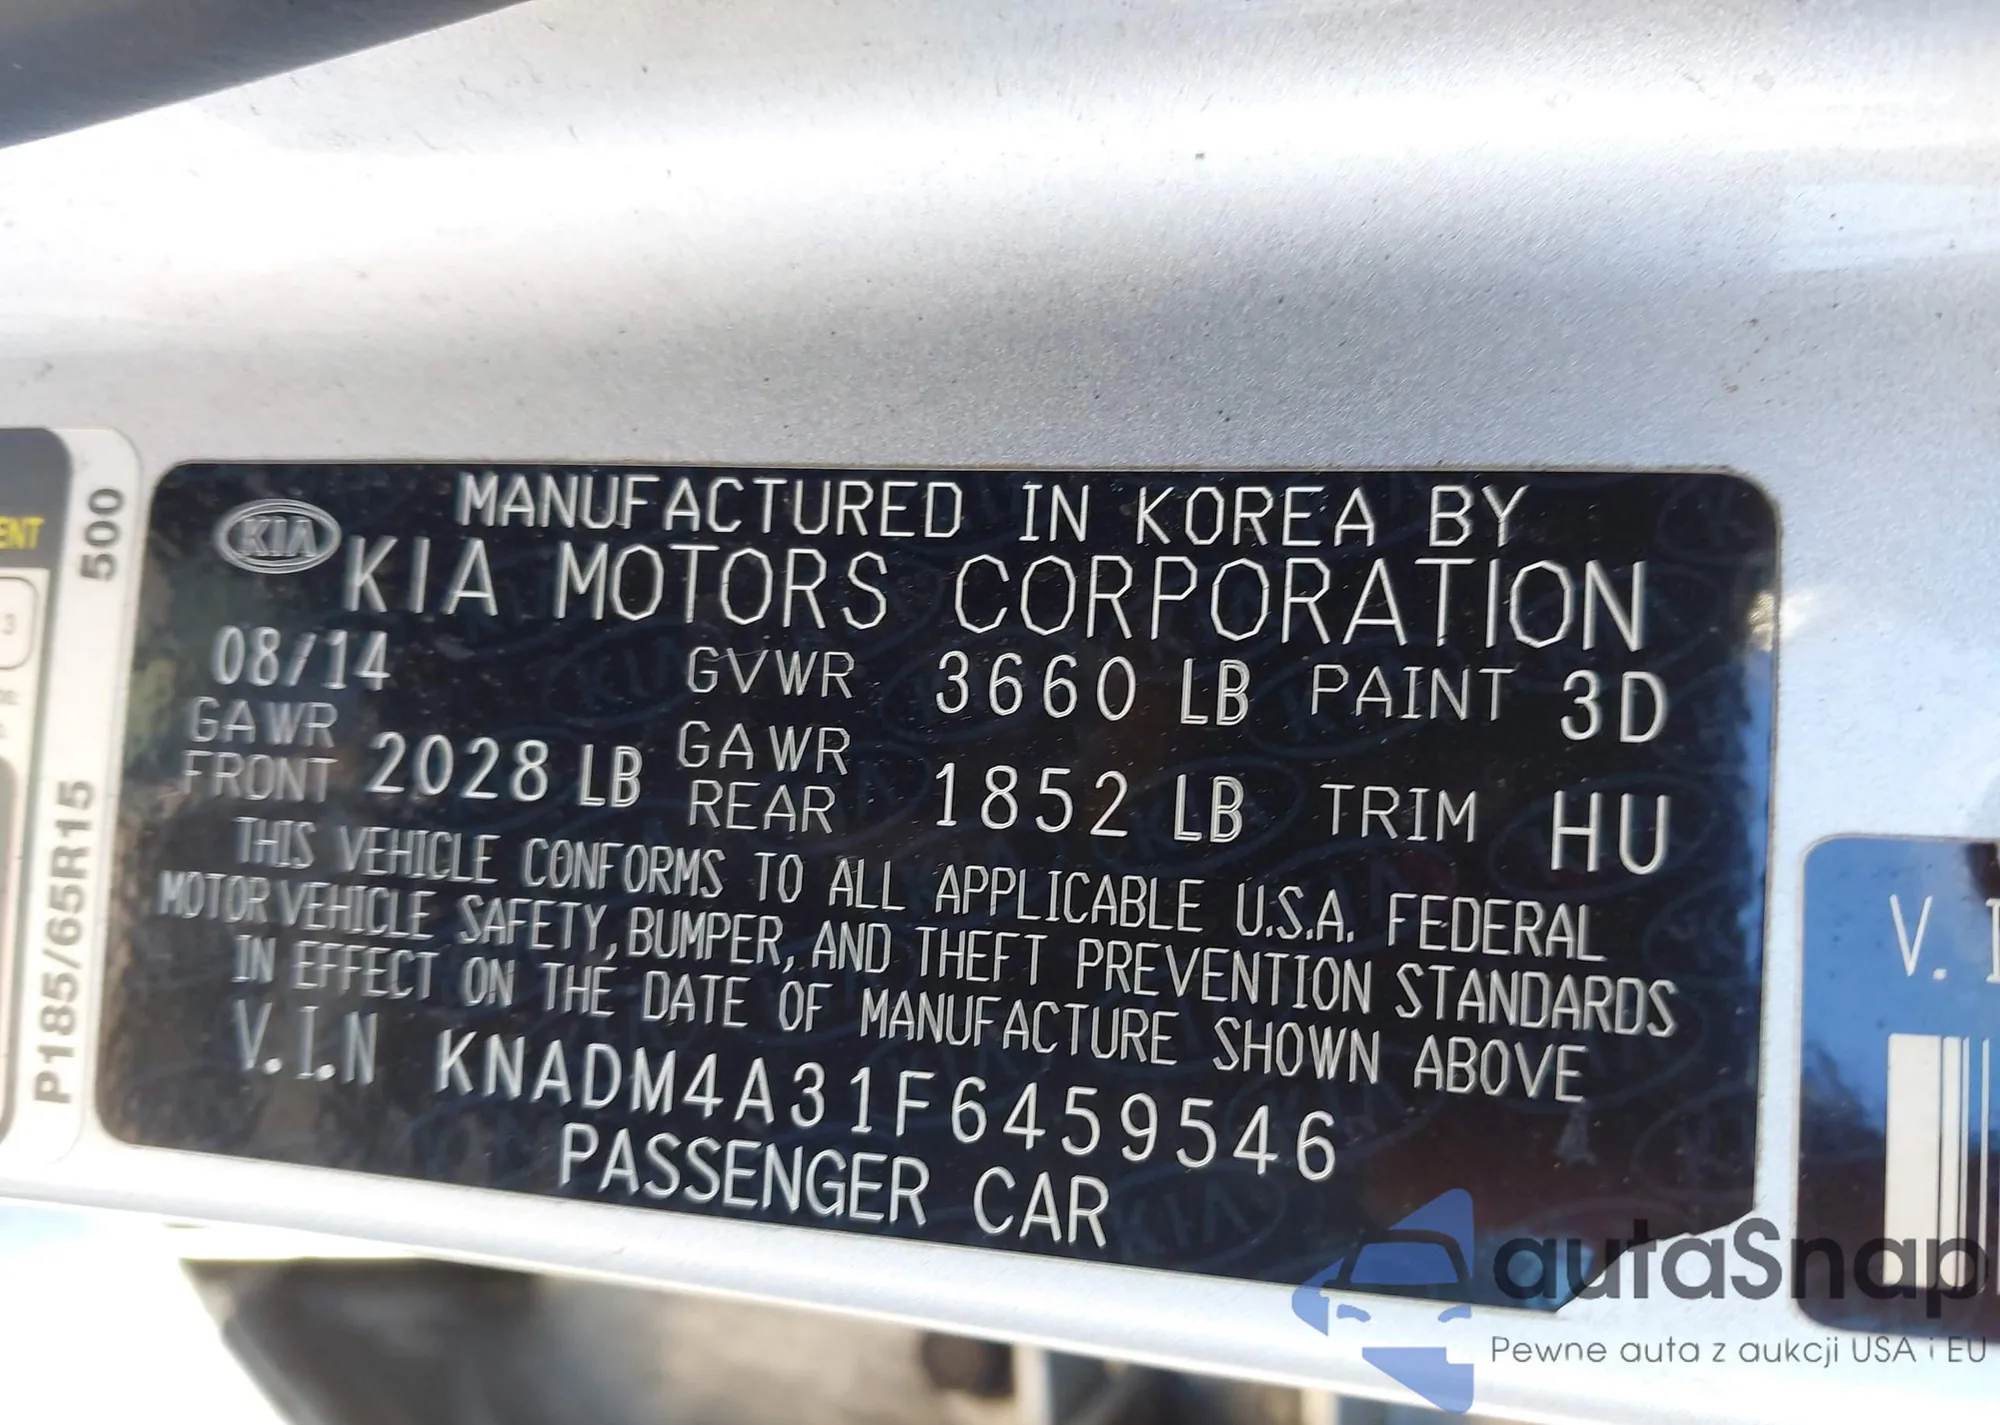 ENT
3
500
P185/65R15
KIA
MANUFACTURED IN KOREA BY
KIA MOTORS CORPORATION
08/14 GVWR 3660 LB PAINT 3D
GAWR FRONT 2028 LB GAWR REAR 1852 LB TRIM HU
THIS VEHICLE CONFORMS TO ALL APPLICABLE U.S.A. FEDERAL
MOTOR VEHICLE SAFETY, BUMPER, AND THEFT PREVENTION STANDARDS
IN EFFECT ON THE DATE OF MANUFACTURE SHOWN ABOVE
V.I.N KNADM4A31F6459546
PASSENGER CAR
V. I
autaSnap
Pewne auta z aukcji USA i EU